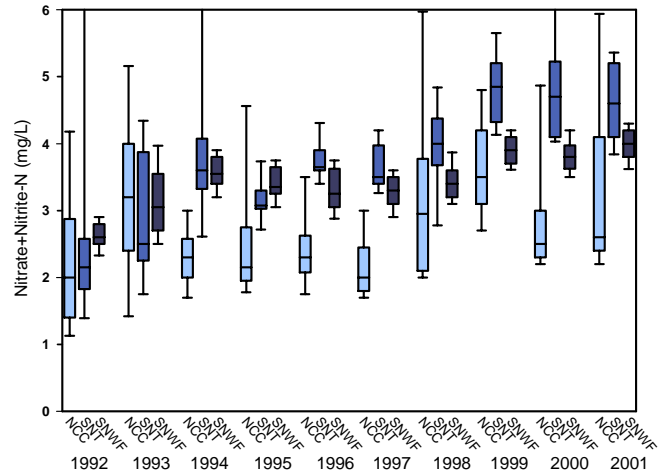 Nitrate+Nitrite-N (mg/L)
6
5
4
3
2
1
0
NCC SNT SNWF NCC SNT SNWF NCC SNT SNWF NCC SNT SNWF NCC SNT SNWF NCC SNT SNWF NCC SNT SNWF NCC SNT SNWF NCC SNT SNWF NCC SNT SNWF
1992 1993 1994 1995 1996 1997 1998 1999 2000 2001